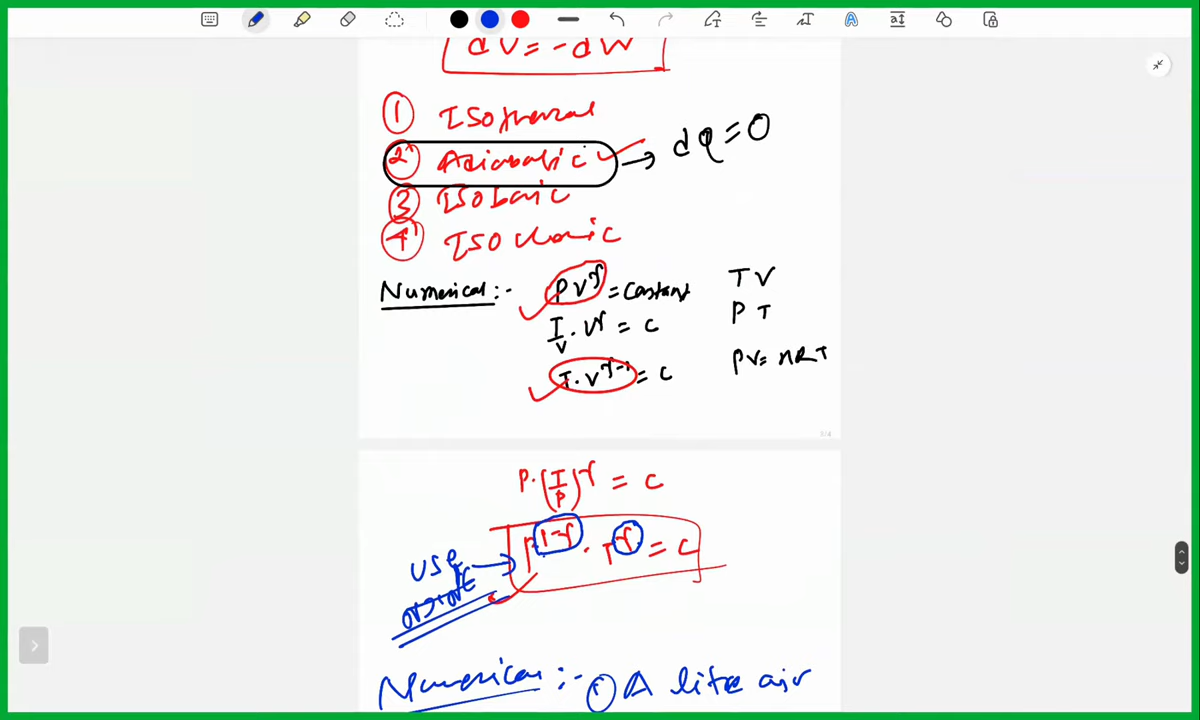 dU = -dW
① Isothermal
② Adiabatic → dQ = 0
③ Isobaric
④ Isochoric
Numerical:- PV^γ = Constant TV
T/V · V^γ = C PT
T·V^γ-1 = C PV = nRT
P·(T/P)^γ = C
use → P^1-γ · T^γ = C
Numerical :- ① A litre air